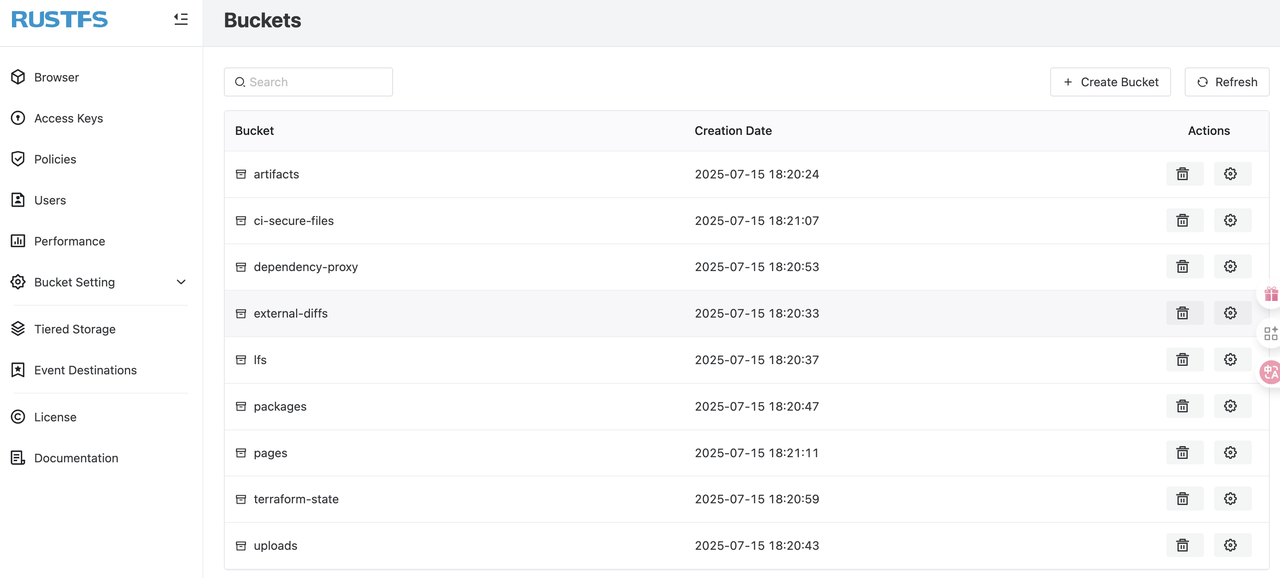 RUSTFS
Buckets
Browser
Access Keys
Policies
Users
Performance
Bucket Setting
Tiered Storage
Event Destinations
License
Documentation
Search
Create Bucket
Refresh
Bucket Creation Date Actions
artifacts 2025-07-15 18:20:24
ci-secure-files 2025-07-15 18:21:07
dependency-proxy 2025-07-15 18:20:53
external-diffs 2025-07-15 18:20:33
lfs 2025-07-15 18:20:37
packages 2025-07-15 18:20:47
pages 2025-07-15 18:21:11
terraform-state 2025-07-15 18:20:59
uploads 2025-07-15 18:20:43